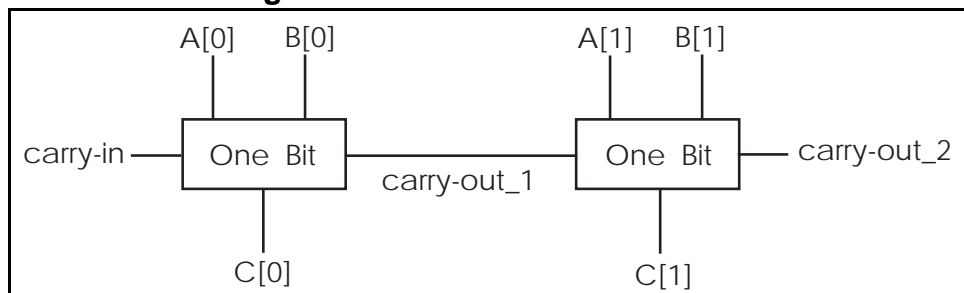 A[0] B[0] A[1] B[1]
carry-in One Bit One Bit carry-out_2
carry-out_1
C[0] C[1]